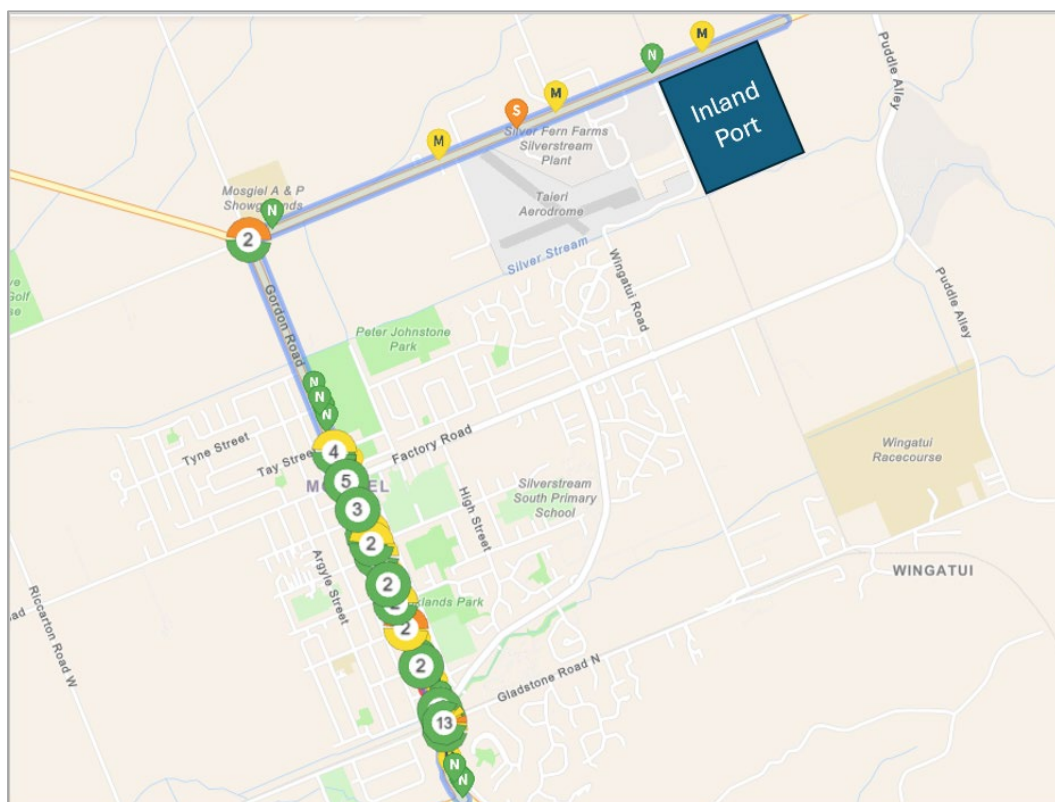 M
N
Puddle Alley
M
S
Inland
Port
M
Silver Fern Farms
Silverstream
Plant
Mosgiel A & P
Showgrounds
N
Taieri
Aerodrome
2
Silver Stream
Wingatui Road
Puddle Alley
Golf
Gordon Road
Peter Johnstone
Park
N
N
N
Tyne Street
Tay Street
Factory Road
4
Wingatui
Racecourse
5
3
High Street
Silverstream
South Primary
School
2
Argyle Street
2
WINGATUI
Riccarton Road W
2
2
Gladstone Road N
13
N
N